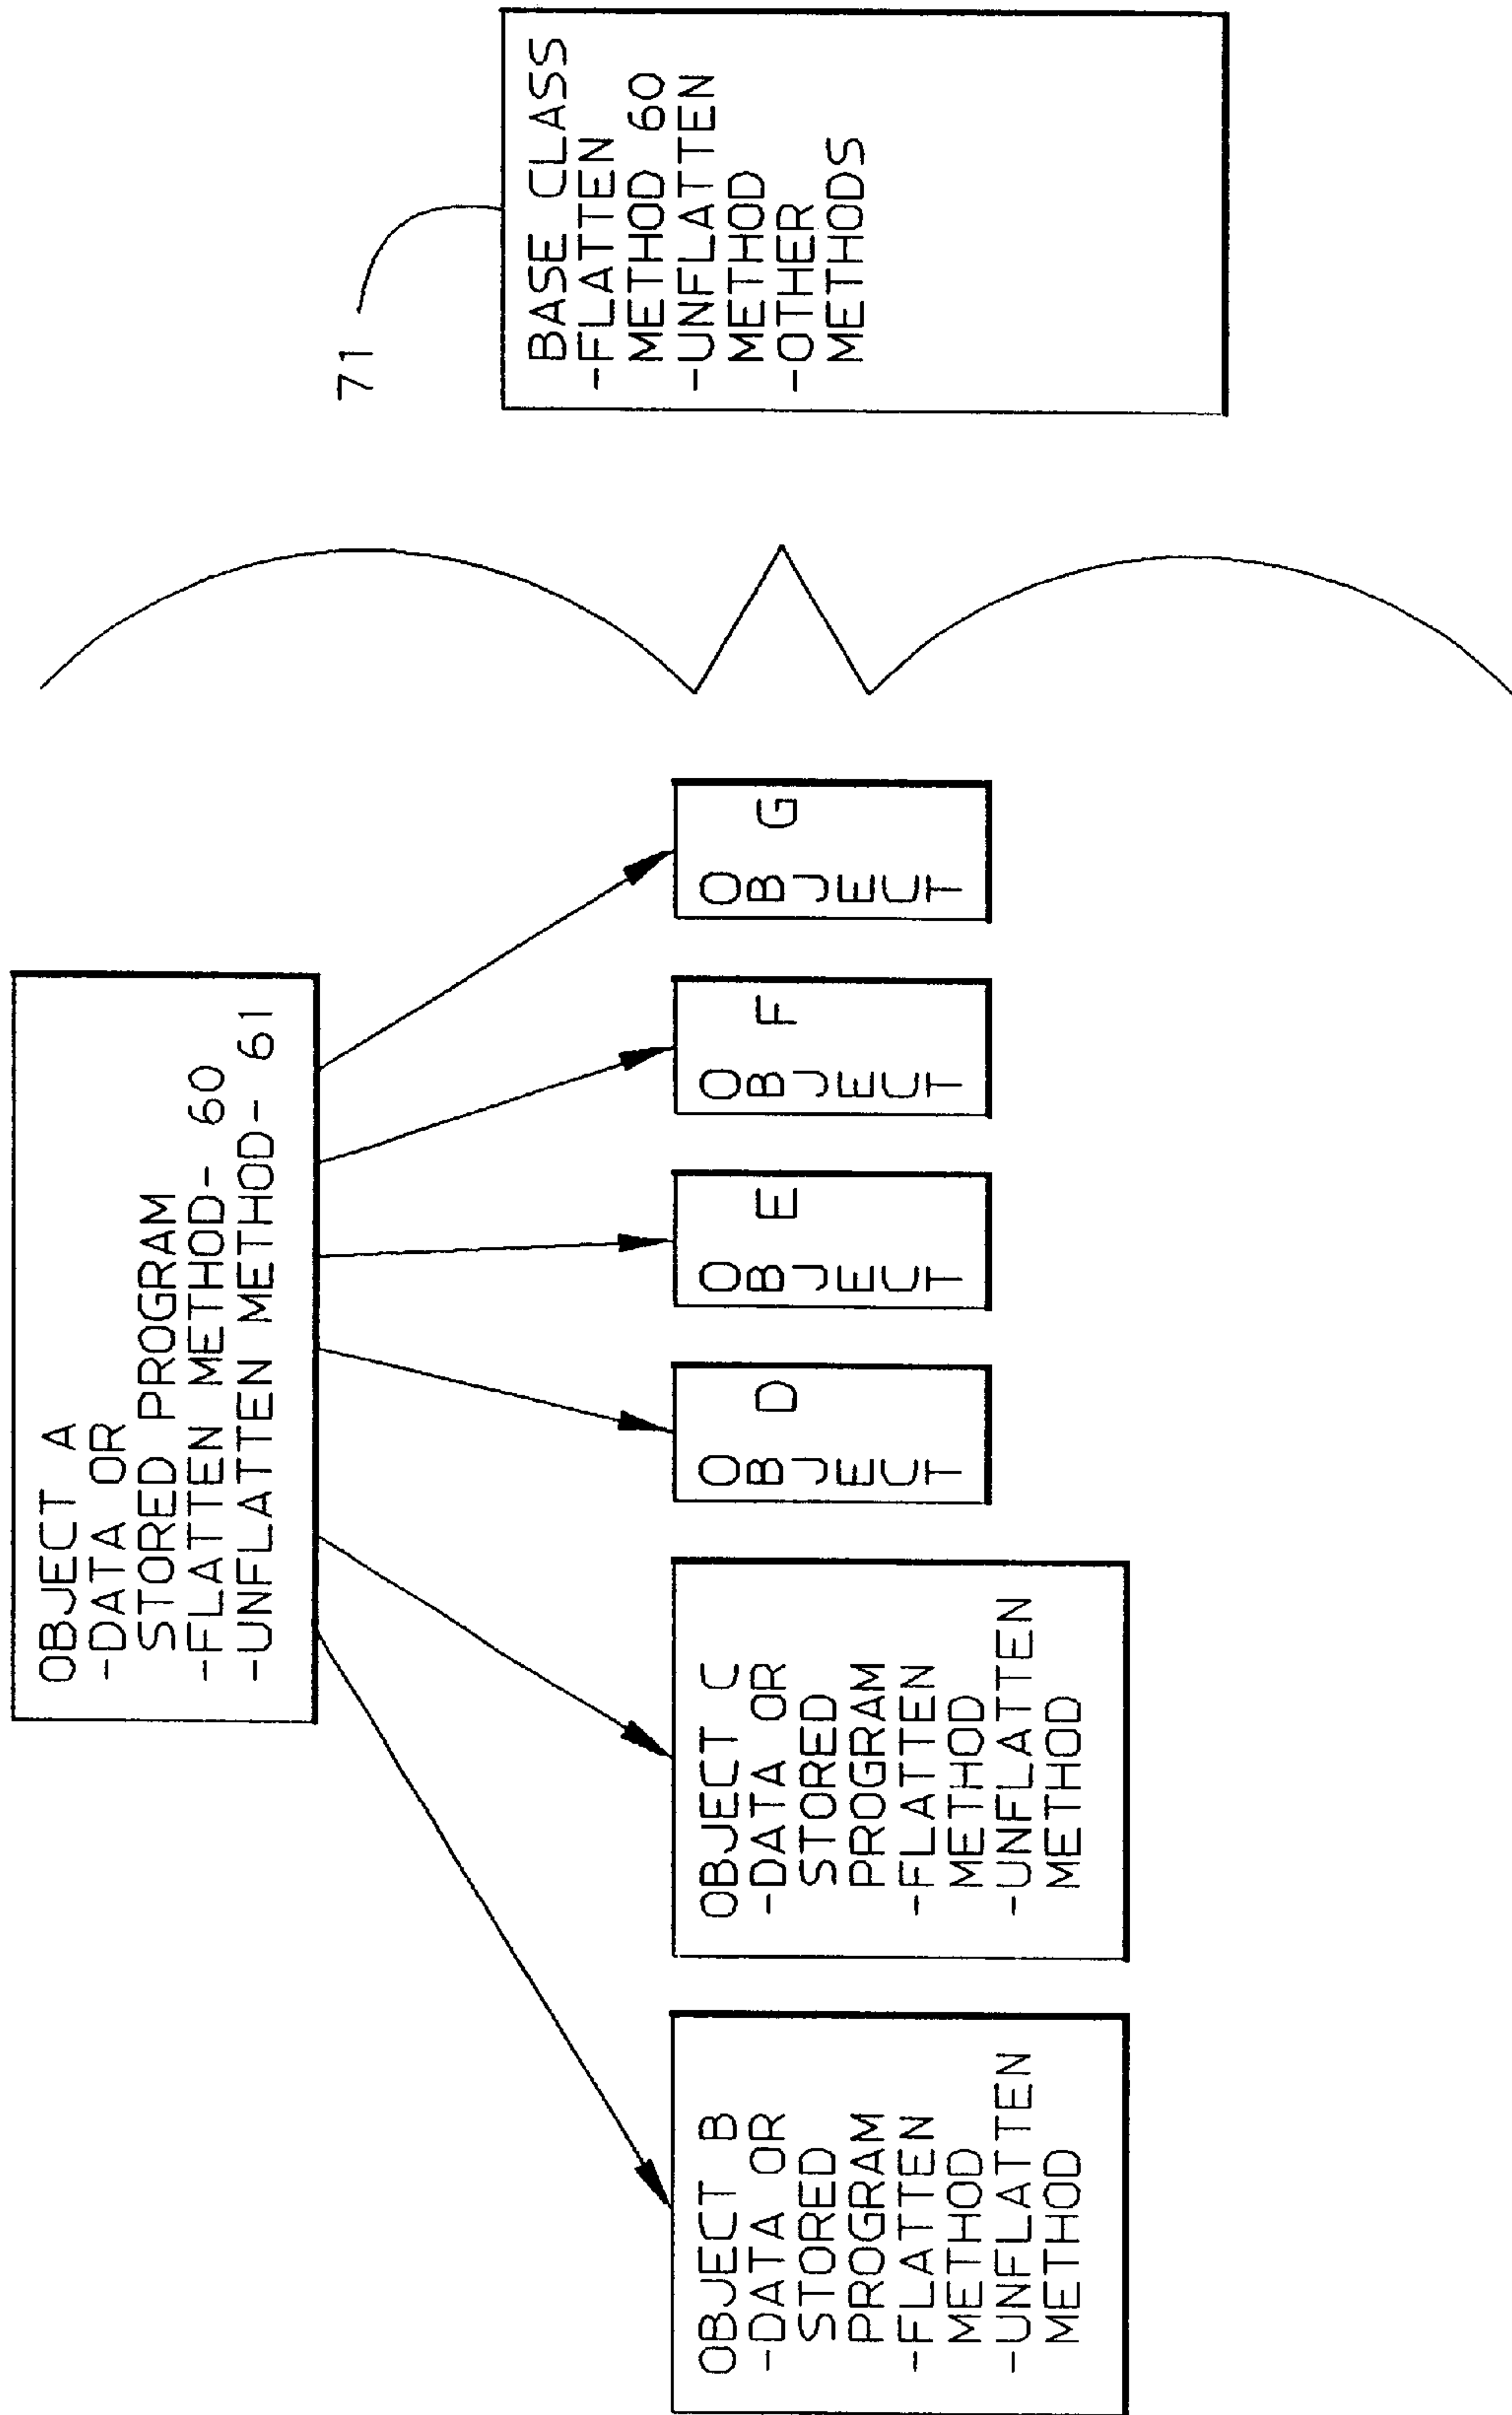 OBJECT A
-DATA OR
STORED PROGRAM
-FLATTEN METHOD- 60
-UNFLATTEN METHOD- 61
OBJECT B
-DATA OR
STORED
PROGRAM
-FLATTEN
METHOD
-UNFLATTEN
METHOD
OBJECT C
-DATA OR
STORED
PROGRAM
-FLATTEN
METHOD
-UNFLATTEN
METHOD
OBJECT D
OBJECT E
OBJECT F
OBJECT G
71
BASE CLASS
-FLATTEN
METHOD 60
-UNFLATTEN
METHOD
-OTHER
METHODS